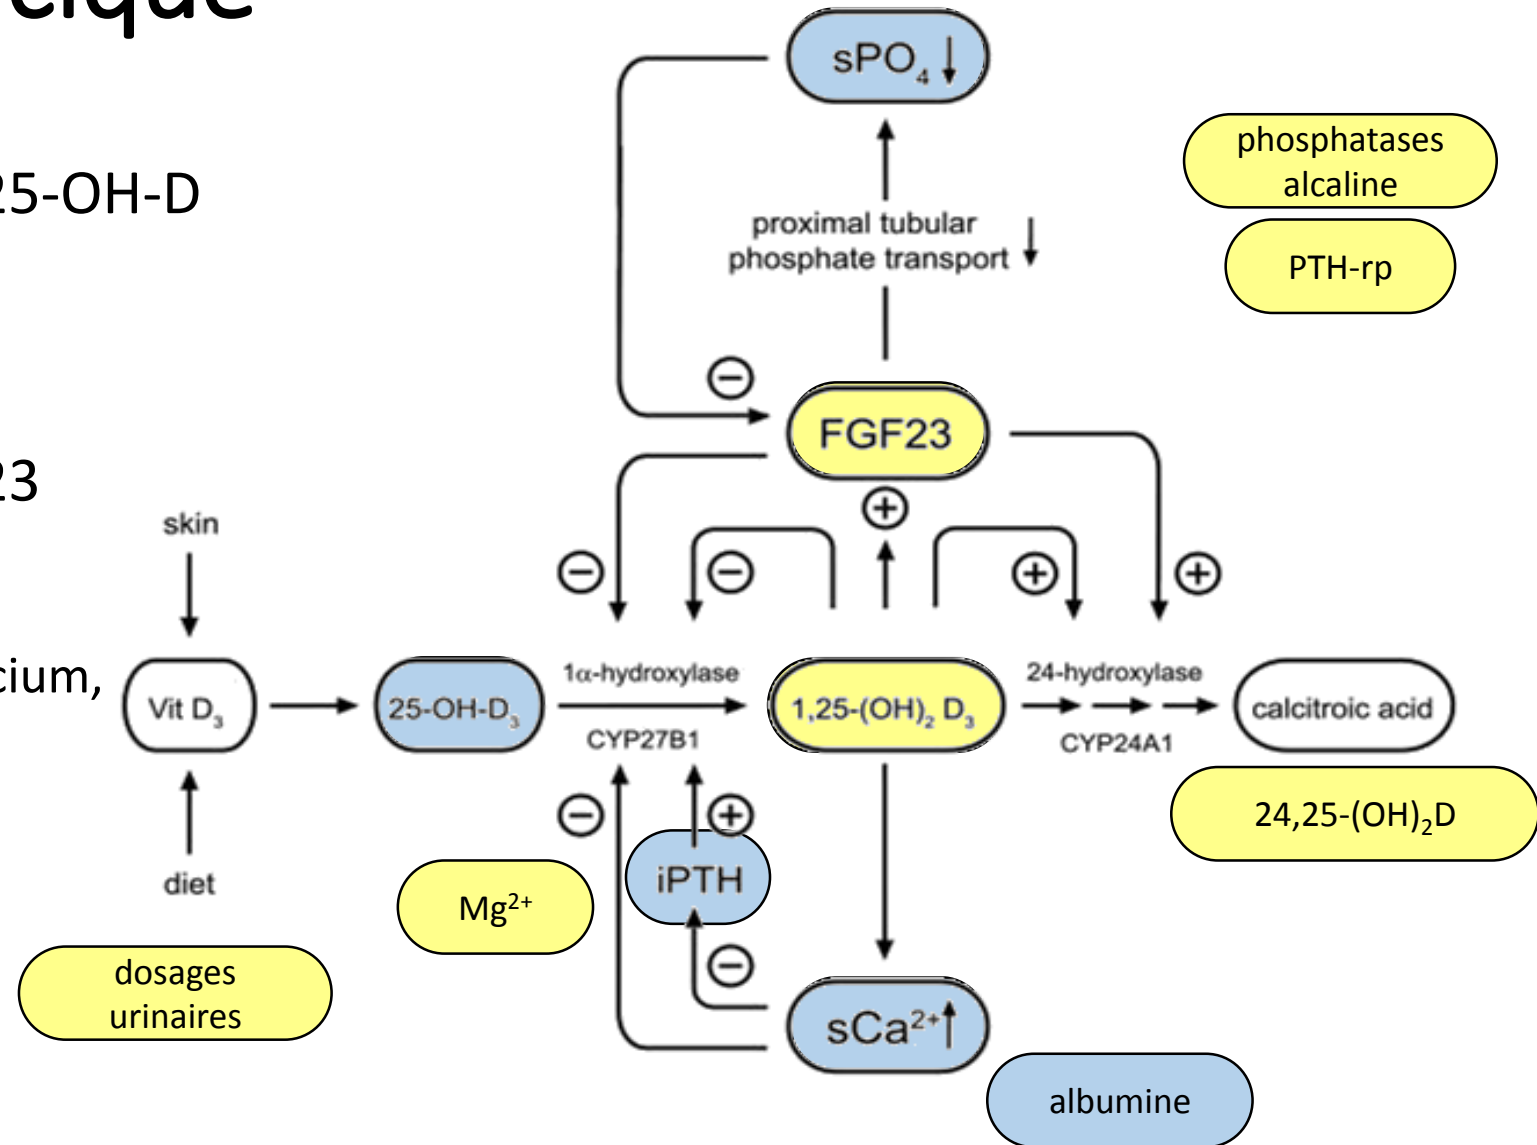 cique
25-OH-D
23
cium,
sPO₄ ↓
phosphatases
alcaline
PTH-rp
proximal tubular
phosphate transport ↓
−
FGF23
+
−
−
+
+
skin
Vit D₃
diet
25-OH-D₃
1α-hydroxylase
CYP27B1
1,25-(OH)₂ D₃
24-hydroxylase
CYP24A1
calcitroic acid
24,25-(OH)₂D
−
+
iPTH
Mg²⁺
−
dosages
urinaires
sCa²⁺↑
albumine